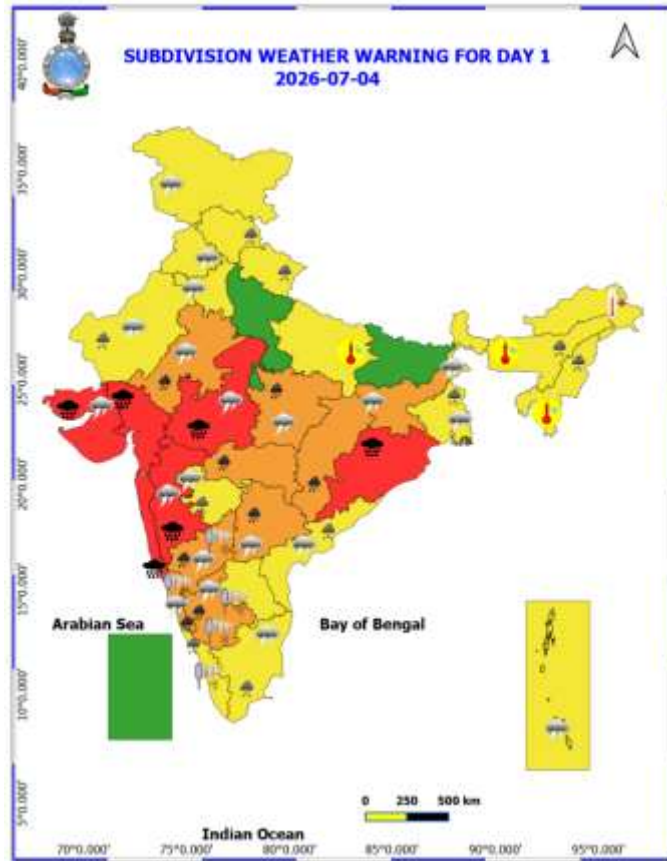 SUBDIVISION WEATHER WARNING FOR DAY 1
2026-07-04
40°0.000'
35°0.000'
30°0.000'
25°0.000'
20°0.000'
15°0.000'
10°0.000'
5°0.000'
Arabian Sea
Bay of Bengal
0 250 500 km
Indian Ocean
70°0.000' 75°0.000' 80°0.000' 85°0.000' 90°0.000' 95°0.000'